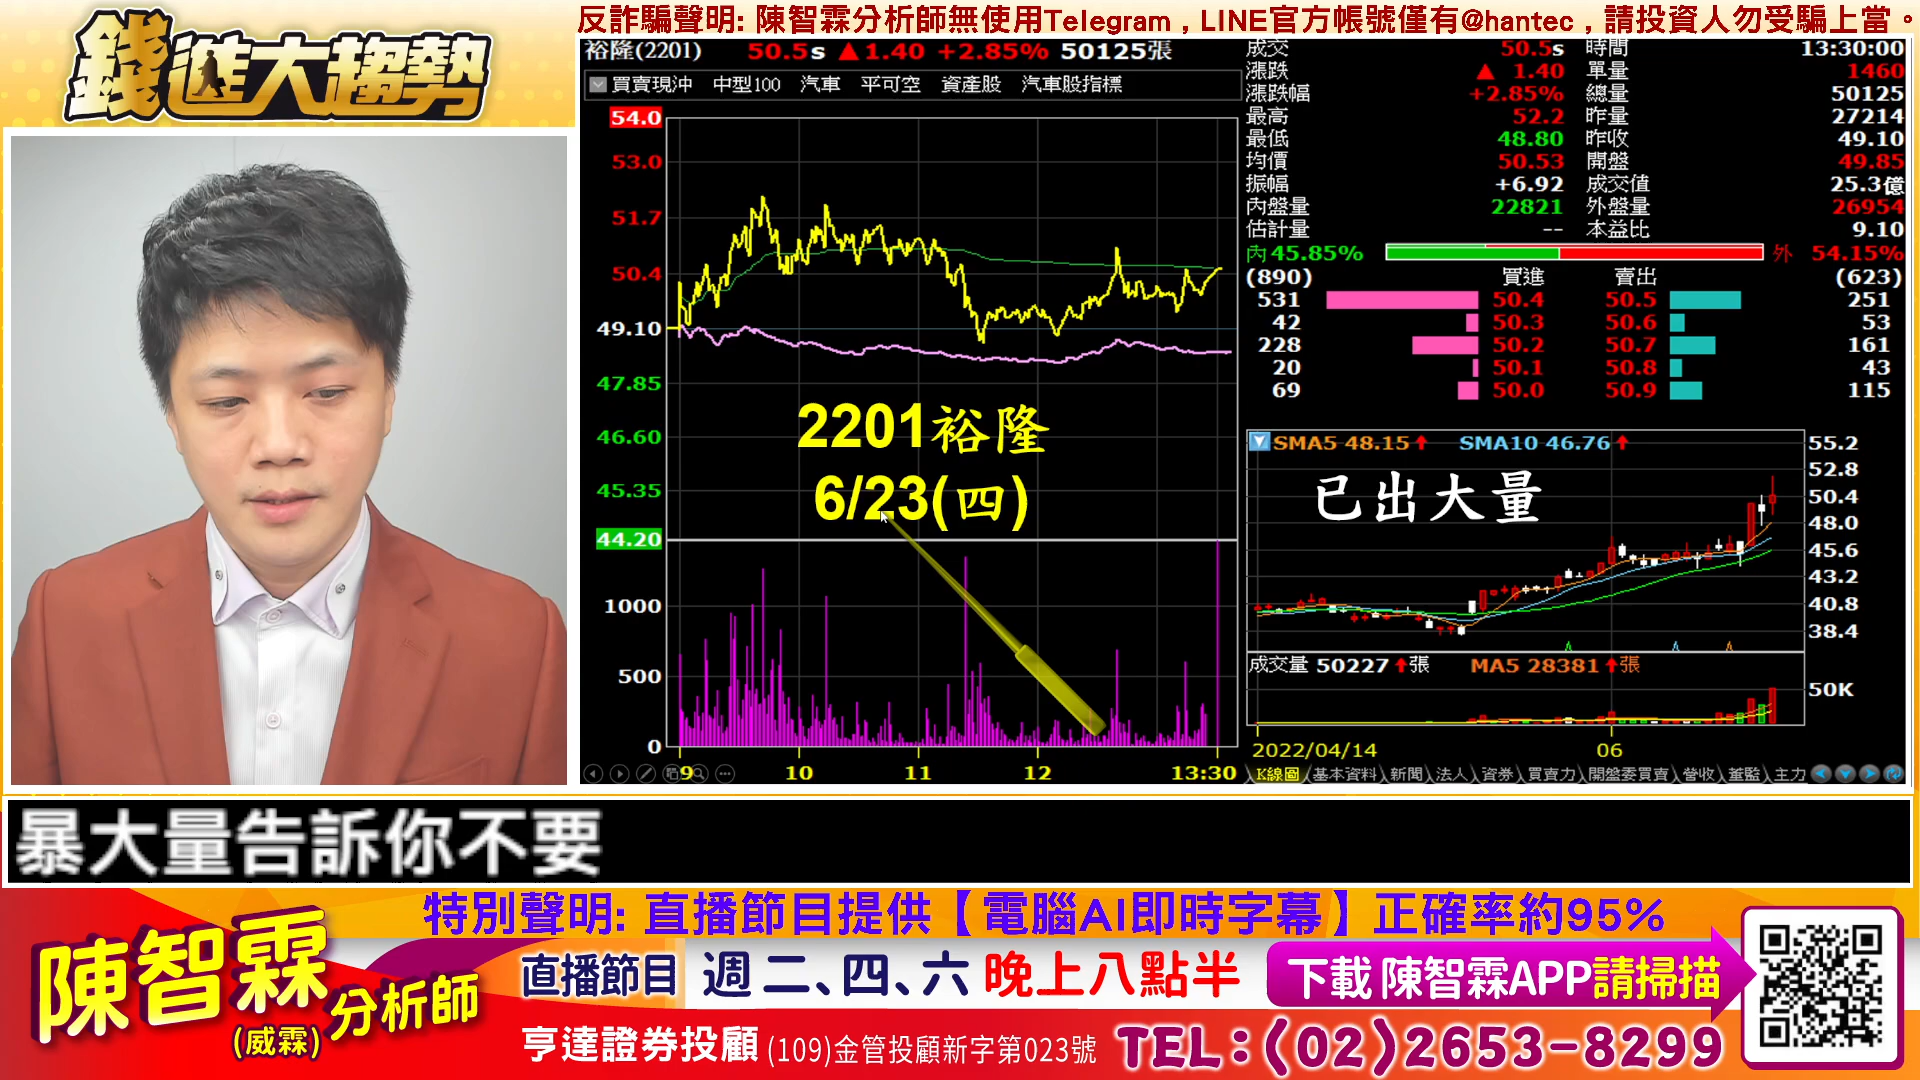 錢進大趨勢
反詐騙聲明: 陳智霖分析師無使用Telegram , LINE官方帳號僅有@hantec , 請投資人勿受騙上當。
裕隆(2201) 50.5s ▲1.40 +2.85% 50125張
買賣現沖 中型100 汽車 平可空 資產股 汽車股指標
成交 50.5s 時間 13:30:00
漲跌 ▲ 1.40 單量 1460
漲跌幅 +2.85% 總量 50125
最高 52.2 昨量 27214
最低 48.80 昨收 49.10
均價 50.53 開盤 49.85
振幅 +6.92 成交值 25.3億
內盤量 22821 外盤量 26954
估計量 -- 本益比 9.10
內45.85% 外 54.15%
(890) 買進 賣出 (623)
531 50.4 50.5 251
42 50.3 50.6 53
228 50.2 50.7 161
20 50.1 50.8 43
69 50.0 50.9 115
54.0
53.0
51.7
50.4
49.10
47.85
46.60
45.35
44.20
1000
500
0
9 10 11 12 13:30
2201裕隆
6/23(四)
SMA5 48.15 SMA10 46.76
已出大量
55.2
52.8
50.4
48.0
45.6
43.2
40.8
38.4
成交量 50227張 MA5 28381張
50K
2022/04/14 06
K線圖 基本資料 新聞 法人 資券 買賣力 開盤委買賣 營收 董監 主力
暴大量告訴你不要
特別聲明: 直播節目提供【電腦AI即時字幕】正確率約95%
陳智霖分析師
(威霖)
直播節目 週二、四、六 晚上八點半
下載 陳智霖APP請掃描
亨達證券投顧 (109)金管投顧新字第023號 TEL:(02)2653-8299